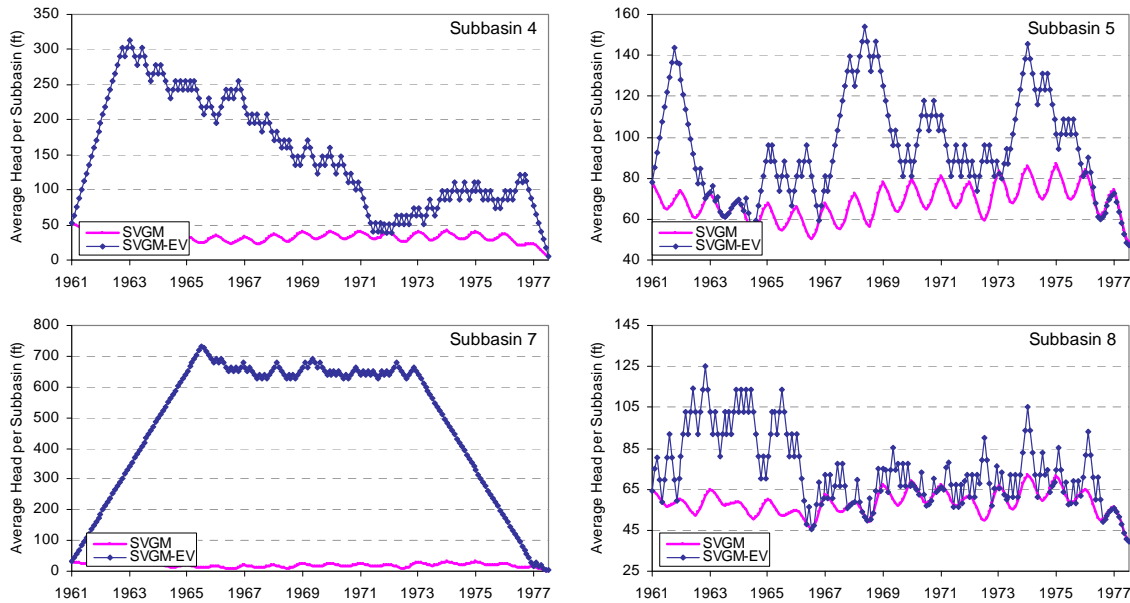 Subbasin 4
Average Head per Subbasin (ft)
350
300
250
200
150
100
50
0
SVGM
SVGM-EV
1961 1963 1965 1967 1969 1971 1973 1975 1977
Subbasin 5
Average Head per Subbasin (ft)
160
140
120
100
80
60
40
SVGM
SVGM-EV
1961 1963 1965 1967 1969 1971 1973 1975 1977
Subbasin 7
Average Head per Subbasin (ft)
800
700
600
500
400
300
200
100
0
SVGM
SVGM-EV
1961 1963 1965 1967 1969 1971 1973 1975 1977
Subbasin 8
Average Head per Subbasin (ft)
145
125
105
85
65
45
25
SVGM
SVGM-EV
1961 1963 1965 1967 1969 1971 1973 1975 1977